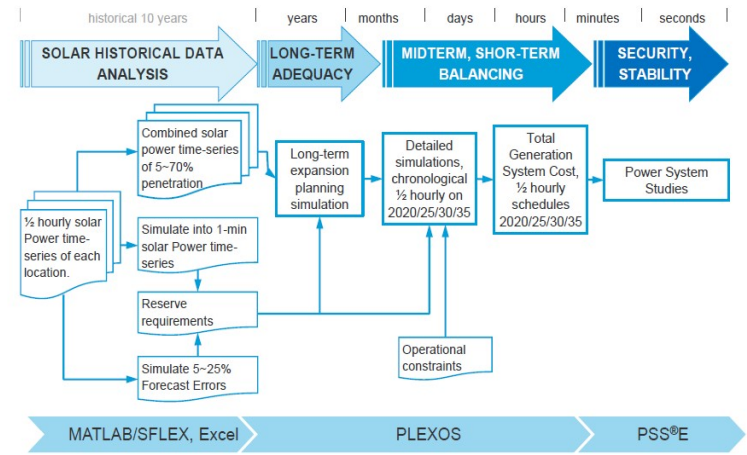 historical 10 years
years
months
days
hours
minutes
seconds
SOLAR HISTORICAL DATA
ANALYSIS
LONG-TERM
ADEQUACY
MIDTERM, SHOR-TERM
BALANCING
SECURITY,
STABILITY
Combined solar
power time-series
of 5~70%
penetration
½ hourly solar
Power time-
series of each
location.
Simulate into 1-min
solar Power time-
series
Reserve
requirements
Simulate 5~25%
Forecast Errors
Long-term
expansion
planning
simulation
Detailed
simulations,
chronological
½ hourly on
2020/25/30/35
Operational
constraints
Total
Generation
System Cost,
½ hourly
schedules
2020/25/30/35
Power System
Studies
MATLAB/SFLEX, Excel
PLEXOS
PSS®E